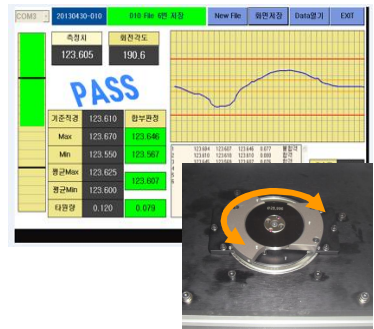 COM3 20130430-010 010 File 6번 저장 New File 화면저장 Data열기 EXIT
측정치 회전각도
123.605 190.6
PASS
기준직경 123.610 합부판정
Max 123.670 123.646
Min 123.550 123.567
평균Max 123.625
123.607
평균Min 123.600
타원량 0.120 0.079